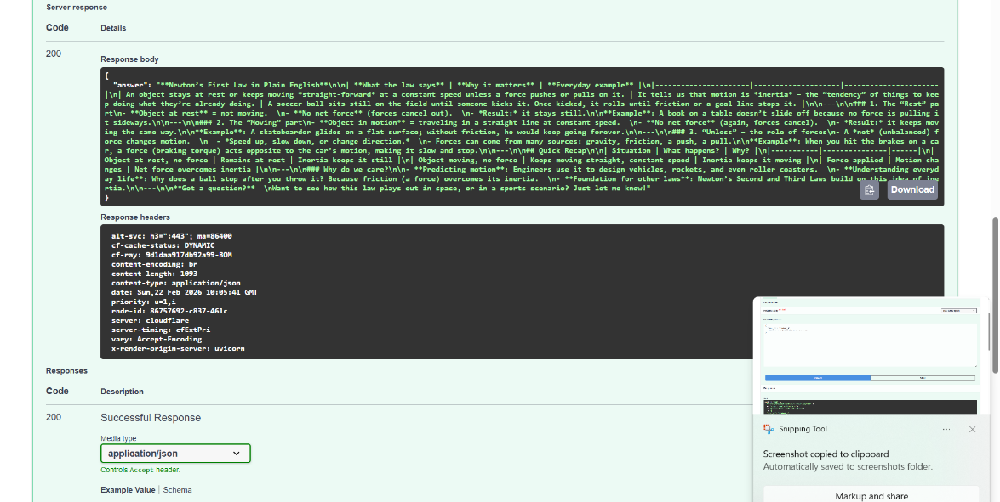 Server response
Code
Details
200
Response body
{
"answer": "**Newton's First Law in Plain English**\n\n| **What the law says** | **Why it matters** | **Everyday example** |\n|----------------------|--------------------|----------------------
|\n| An object stays at rest or keeps moving *straight-forward* at a constant speed unless a force pushes or pulls on it. | It tells us that motion is *inertia* – the “tendency” of things to kee
p doing what they're already doing. | A soccer ball sits still on the field until someone kicks it. Once kicked, it rolls until friction or a goal line stops it. |\n\n---\n\n### 1. The “Rest” pa
rt\n- **Object at rest** = not moving.  \n- **No net force** (forces cancel out).  \n- *Result:* it stays still.\n\n**Example**: A book on a table doesn't slide off because no force is pulling i
t sideways.\n\n---\n\n### 2. The “Moving” part\n- **Object in motion** = traveling in a straight line at constant speed.  \n- **No net force** (again, forces cancel).  \n- *Result:* it keeps mov
ing the same way.\n\n**Example**: A skateboarder glides on a flat surface; without friction, he would keep going forever.\n\n---\n\n### 3. “Unless” – the role of forces\n- A *net* (unbalanced) f
orce changes motion.  \n  - *Speed up, slow down, or change direction.*  \n- Forces can come from many sources: gravity, friction, a push, a pull.\n\n**Example**: When you hit the brakes on a ca
r, a force (braking torque) acts opposite to the car's motion, making it slow and stop.\n\n---\n\n## Quick Recap\n\n| Situation | What happens? | Why? |\n|-----------|---------------|------|\n|
Object at rest, no force | Remains at rest | Inertia keeps it still |\n| Object moving, no force | Keeps moving straight, constant speed | Inertia keeps it moving |\n| Force applied | Motion cha
nges | Net force overcomes inertia |\n\n---\n\n### Why do we care?\n\n- **Predicting motion**: Engineers use it to design vehicles, rockets, and even roller coasters.  \n- **Understanding everyd
ay life**: Why does a ball stop after you throw it? Because friction (a force) overcomes its inertia.  \n- **Foundation for other laws**: Newton's Second and Third Laws build on this idea of ine
rtia.\n\n---\n\n**Got a question?**  \nWant to see how this law plays out in space, or in a sports scenario? Just let me know!"
}
Download
Response headers
alt-svc: h3=":443"; ma=86400
cf-cache-status: DYNAMIC
cf-ray: 9d1daa917db92a99-BOM
content-encoding: br
content-length: 1093
content-type: application/json
date: Sun,22 Feb 2026 10:05:41 GMT
priority: u=1,i
rndr-id: 86757692-c837-461c
server: cloudflare
server-timing: cfExtPri
vary: Accept-Encoding
x-render-origin-server: uvicorn
Responses
Code
Description
200
Successful Response
Media type
application/json
Controls Accept header.
Example Value | Schema
Snipping Tool
Screenshot copied to clipboard
Automatically saved to screenshots folder.
Markup and share